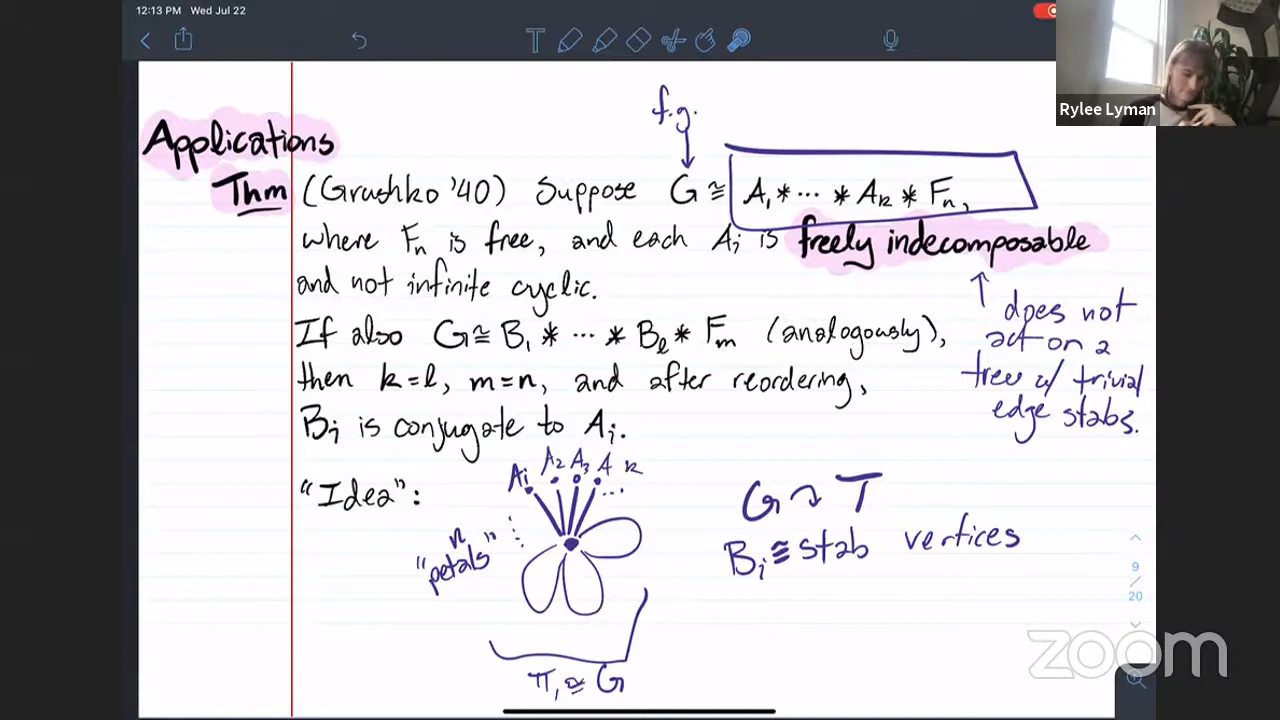 12:13 PM Wed Jul 22
Rylee Lyman
f.g.
Applications
Thm (Grushko '40) Suppose G ≅ A₁ * ... * Aₖ * Fₙ,
where Fₙ is free, and each Aᵢ is freely indecomposable
and not infinite cyclic.
does not
act on a
tree w/ trivial
edge stabs.
If also G ≅ B₁ * ... * Bₗ * Fₘ (analogously),
then k=l, m=n, and after reordering,
Bᵢ is conjugate to Aᵢ.
"Idea":
A₁ A₂ A₃ A k
...
n
"petals"
π₁ ≅ G
G ↷ T
Bᵢ ≅ stab vertices
9
/
20
zoom